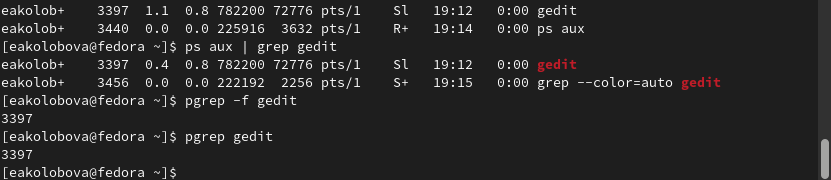 eakolob+    3397  1.1  0.8 782200 72776 pts/1    Sl   19:12   0:00 gedit
eakolob+    3440  0.0  0.0 225916  3632 pts/1    R+   19:14   0:00 ps aux
[eakolobova@fedora ~]$ ps aux | grep gedit
eakolob+    3397  0.4  0.8 782200 72776 pts/1    Sl   19:12   0:00 gedit
eakolob+    3456  0.0  0.0 222192  2256 pts/1    S+   19:15   0:00 grep --color=auto gedit
[eakolobova@fedora ~]$ pgrep -f gedit
3397
[eakolobova@fedora ~]$ pgrep gedit
3397
[eakolobova@fedora ~]$